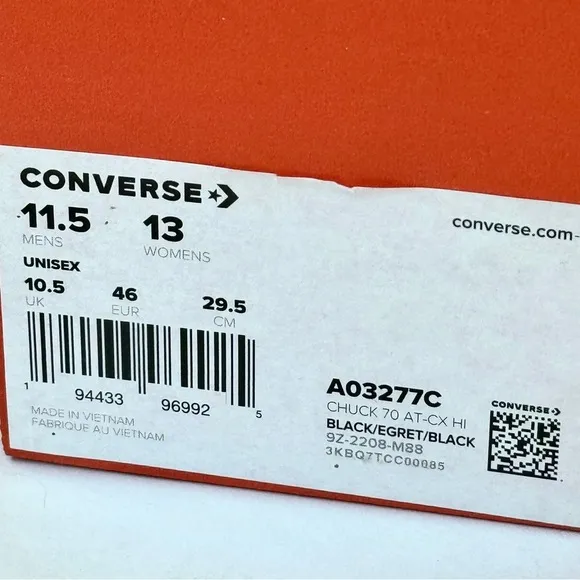 CONVERSE
11.5 13
MENS WOMENS
UNISEX
10.5 46 29.5
UK EUR CM
1 94433 96992 5
MADE IN VIETNAM
FABRIQUE AU VIETNAM
converse.com-
A03277C
CHUCK 70 AT-CX HI
BLACK/EGRET/BLACK
9Z-2208-M88
3KBQ7TCC00085
CONVERSE